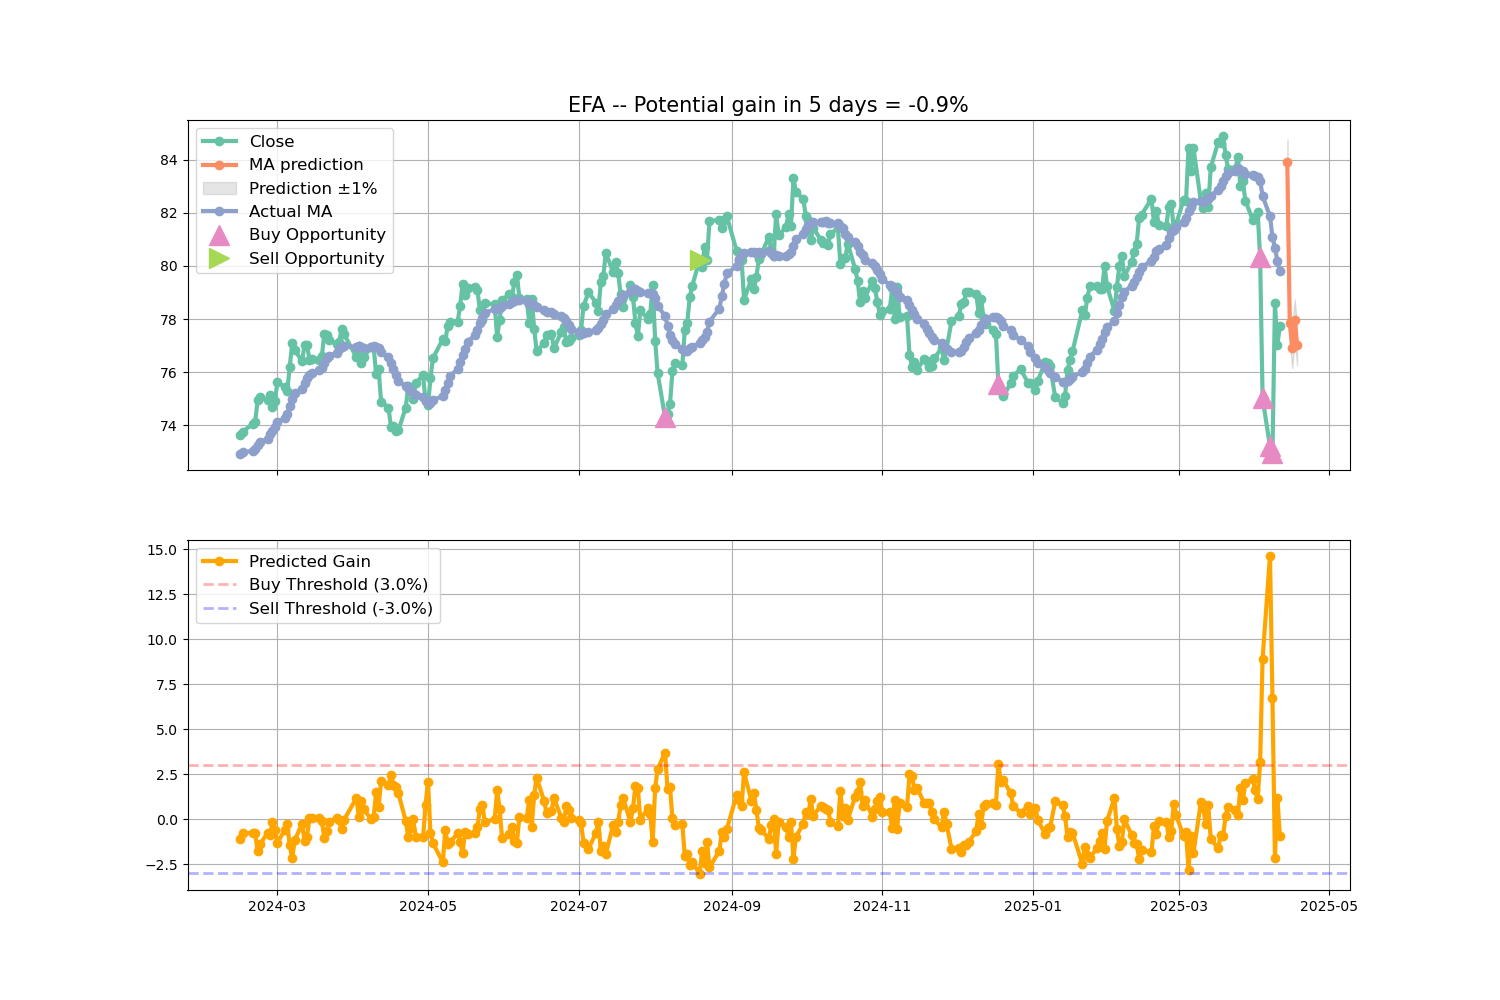 EFA -- Potential gain in 5 days = -0.9%
Close
MA prediction
Prediction ±1%
Actual MA
Buy Opportunity
Sell Opportunity
84
82
80
78
76
74
Predicted Gain
Buy Threshold (3.0%)
Sell Threshold (-3.0%)
15.0
12.5
10.0
7.5
5.0
2.5
0.0
−2.5
2024-03 2024-05 2024-07 2024-09 2024-11 2025-01 2025-03 2025-05